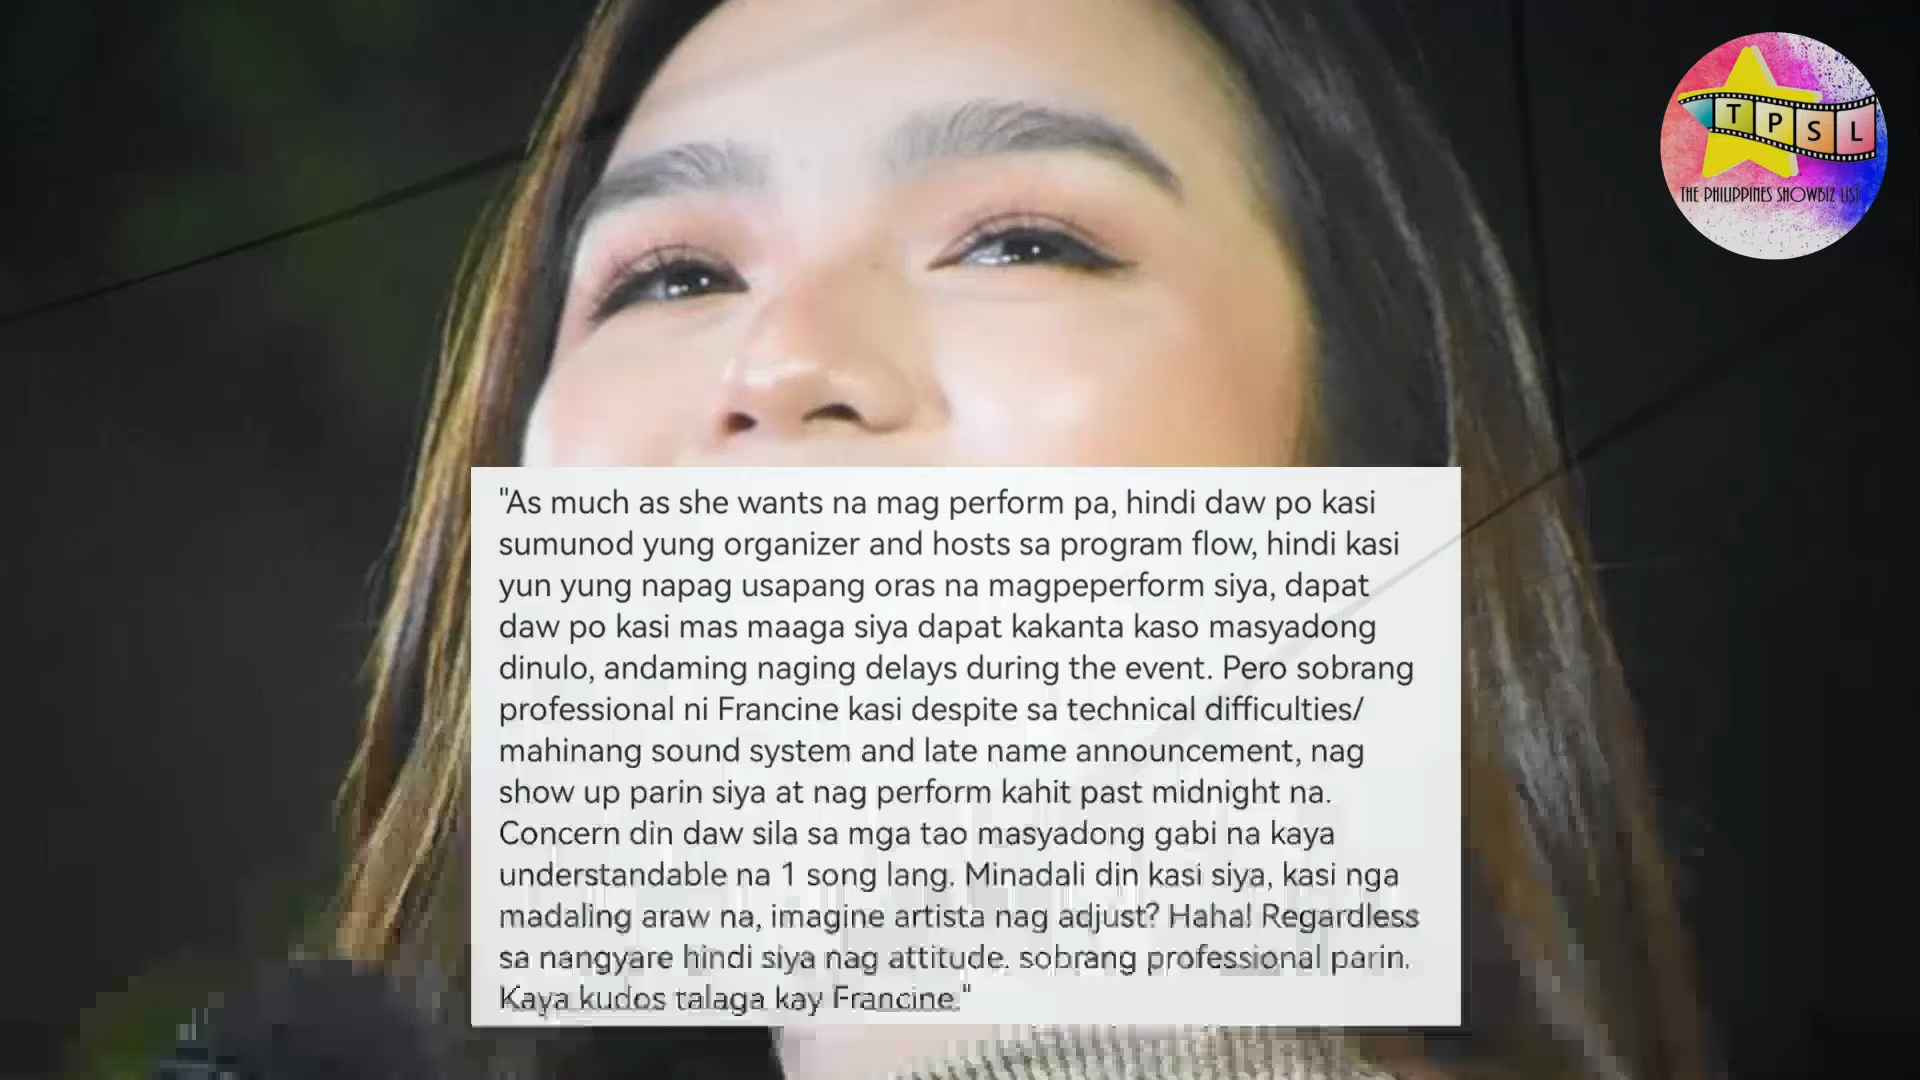 T P S L
THE PHILIPPINES SHOWBIZ LIST
"As much as she wants na mag perform pa, hindi daw po kasi
sumunod yung organizer and hosts sa program flow, hindi kasi
yun yung napag usapang oras na magpeperform siya, dapat
daw po kasi mas maaga siya dapat kakanta kaso masyadong
dinulo, andaming naging delays during the event. Pero sobrang
professional ni Francine kasi despite sa technical difficulties/
mahinang sound system and late name announcement, nag
show up parin siya at nag perform kahit past midnight na.
Concern din daw sila sa mga tao masyadong gabi na kaya
understandable na 1 song lang. Minadali din kasi siya, kasi nga
madaling araw na, imagine artista nag adjust? Haha! Regardless
sa nangyare hindi siya nag attitude. sobrang professional parin.
Kaya kudos talaga kay Francine."